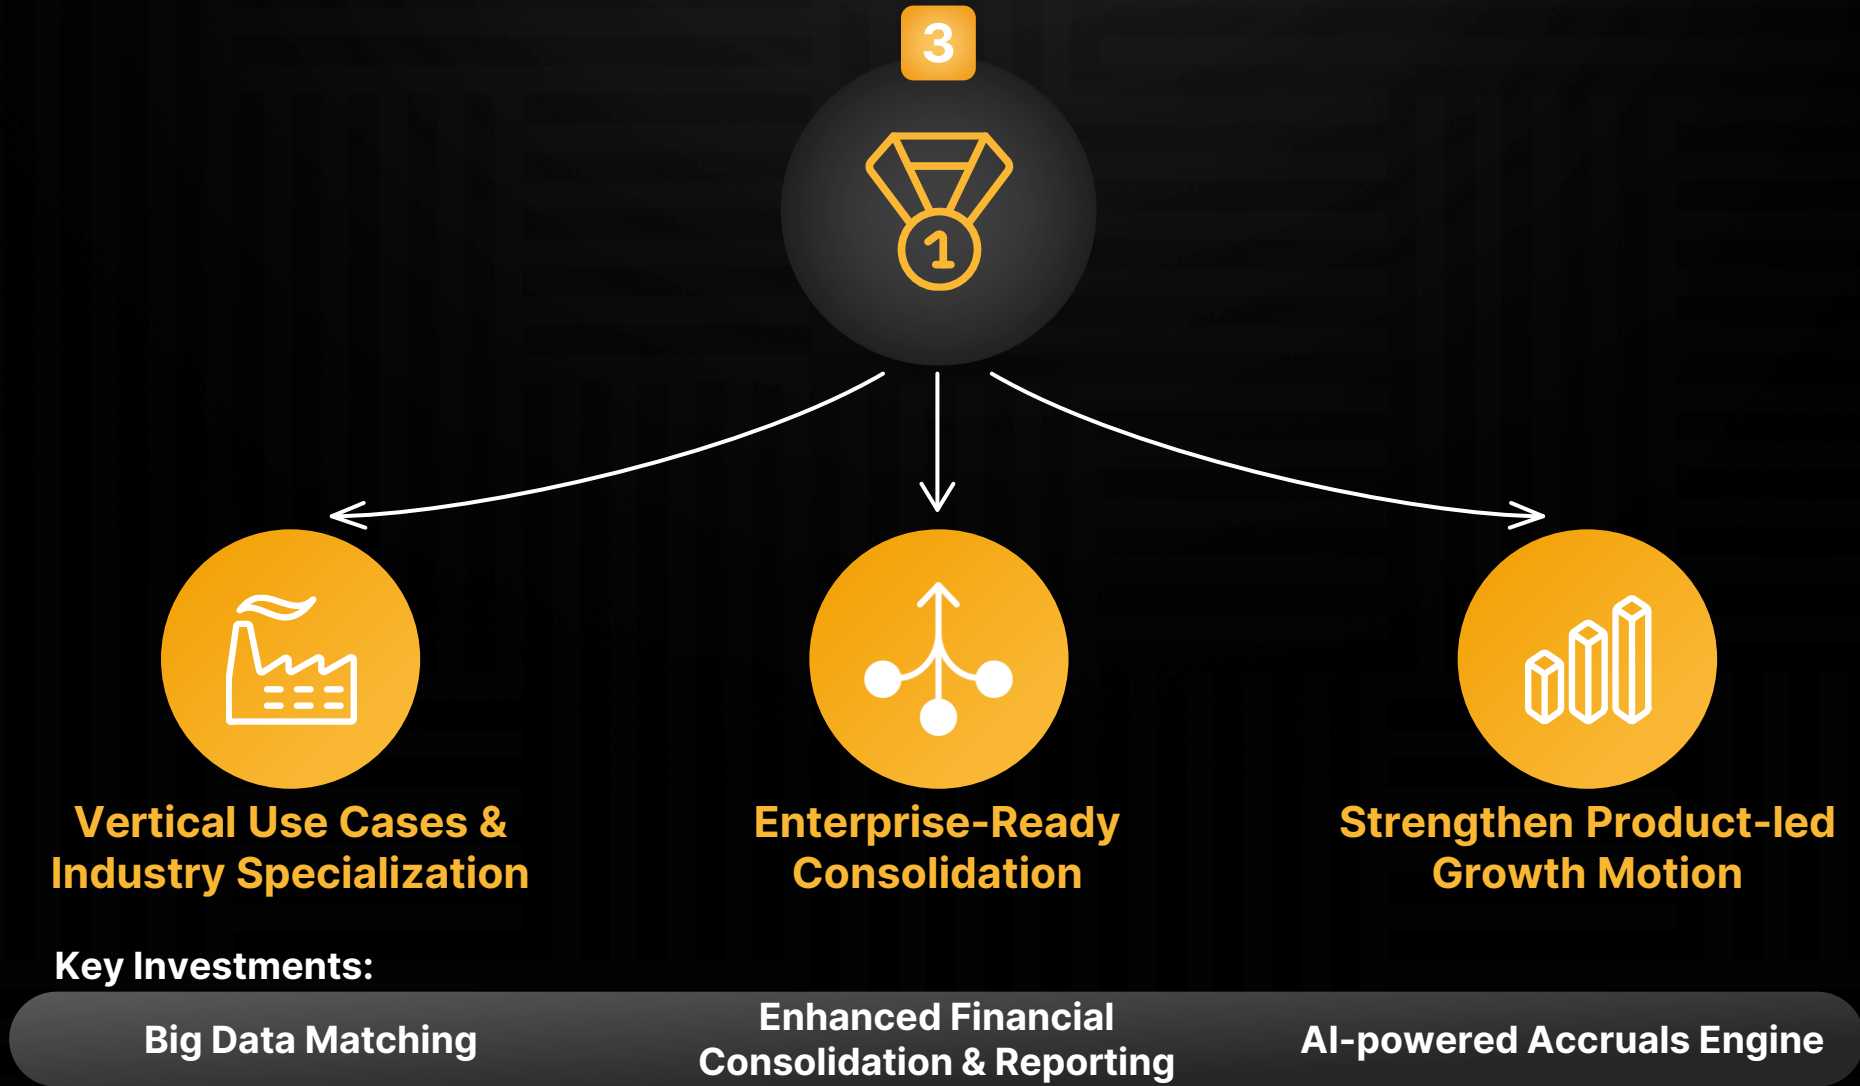 3
1
Vertical Use Cases &
Industry Specialization
Enterprise-Ready
Consolidation
Strengthen Product-led
Growth Motion
Key Investments:
Big Data Matching
Enhanced Financial
Consolidation & Reporting
AI-powered Accruals Engine